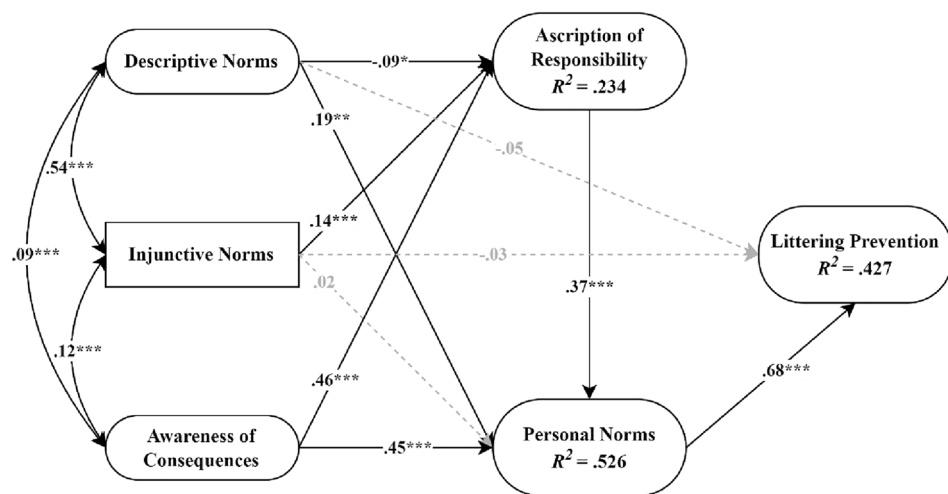 Descriptive Norms
-.09*
Ascription of
Responsibility
R² = .234
.19**
-.05
.54***
.14***
Injunctive Norms
-.03
Littering Prevention
R² = .427
.09***
.02
.37***
.12***
.46***
.68***
Awareness of
Consequences
.45***
Personal Norms
R² = .526